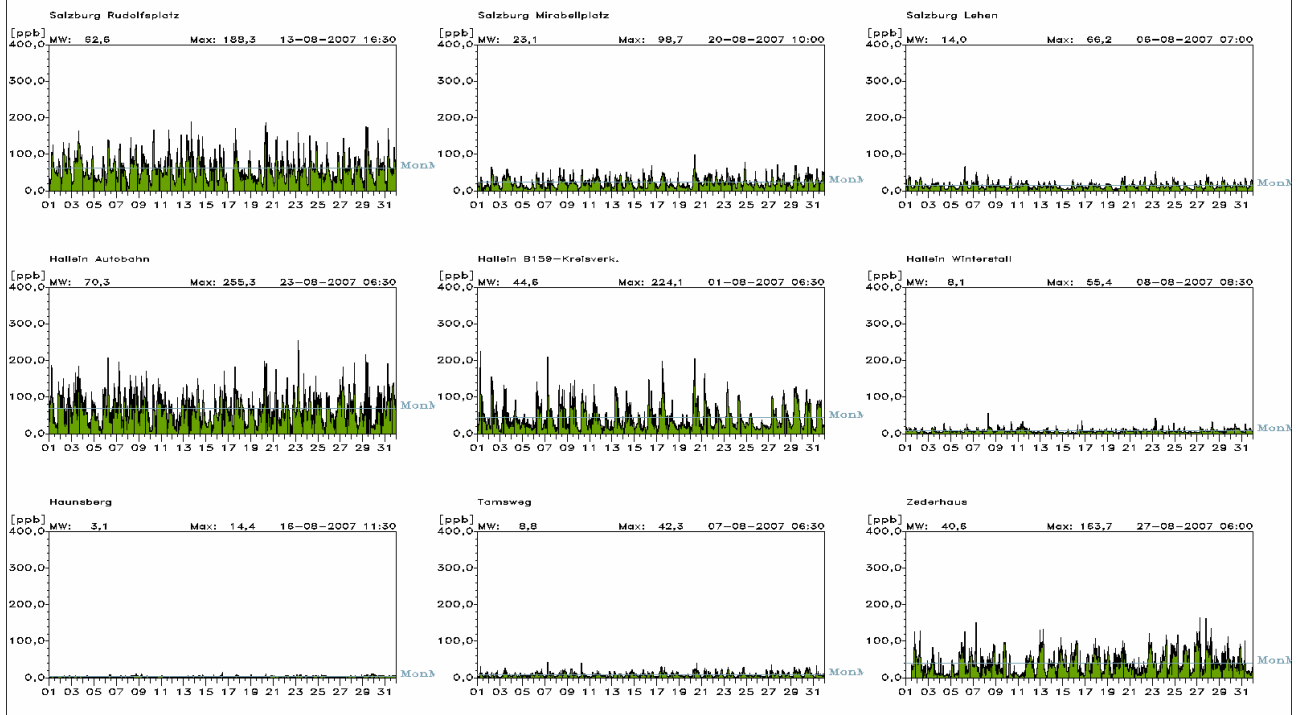 Salzburg Rudolfsplatz
[ppb] MW: 62,6 Max: 189,3 13-08-2007 16:30
400,0
300,0
200,0
100,0
0,0
MonM
01 03 05 07 09 11 13 15 17 19 21 23 25 27 29 31
Salzburg Mirabellplatz
[ppb] MW: 23,1 Max: 98,7 20-08-2007 10:00
400,0
300,0
200,0
100,0
0,0
MonM
01 03 05 07 09 11 13 15 17 19 21 23 25 27 29 31
Salzburg Lehen
[ppb] MW: 14,0 Max: 66,2 06-08-2007 07:00
400,0
300,0
200,0
100,0
0,0
MonM
01 03 05 07 09 11 13 15 17 19 21 23 25 27 29 31
Hallein Autobahn
[ppb] MW: 70,3 Max: 255,3 23-08-2007 06:30
400,0
300,0
200,0
100,0
0,0
MonM
01 03 05 07 09 11 13 15 17 19 21 23 25 27 29 31
Hallein B159-Kreisverk.
[ppb] MW: 44,6 Max: 224,1 01-08-2007 06:30
400,0
300,0
200,0
100,0
0,0
MonM
01 03 05 07 09 11 13 15 17 19 21 23 25 27 29 31
Hallein Winterstall
[ppb] MW: 8,1 Max: 55,4 08-08-2007 08:30
400,0
300,0
200,0
100,0
0,0
MonM
01 03 05 07 09 11 13 15 17 19 21 23 25 27 29 31
Haunsberg
[ppb] MW: 3,1 Max: 14,4 16-08-2007 11:30
400,0
300,0
200,0
100,0
0,0
MonM
01 03 05 07 09 11 13 15 17 19 21 23 25 27 29 31
Tamsweg
[ppb] MW: 8,8 Max: 42,3 07-08-2007 06:30
400,0
300,0
200,0
100,0
0,0
MonM
01 03 05 07 09 11 13 15 17 19 21 23 25 27 29 31
Zederhaus
[ppb] MW: 40,6 Max: 163,7 27-08-2007 06:00
400,0
300,0
200,0
100,0
0,0
MonM
01 03 05 07 09 11 13 15 17 19 21 23 25 27 29 31